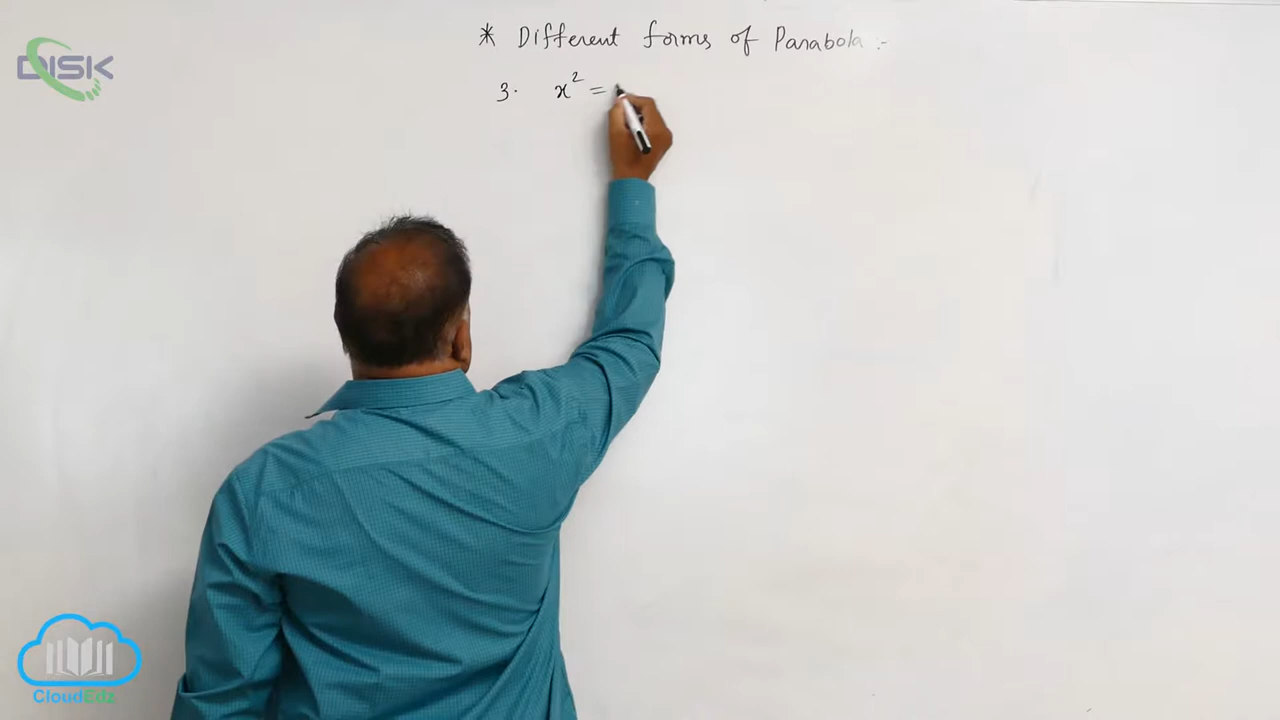 DISK
* Different forms of Parabola :-
3. x² =
CloudEdz